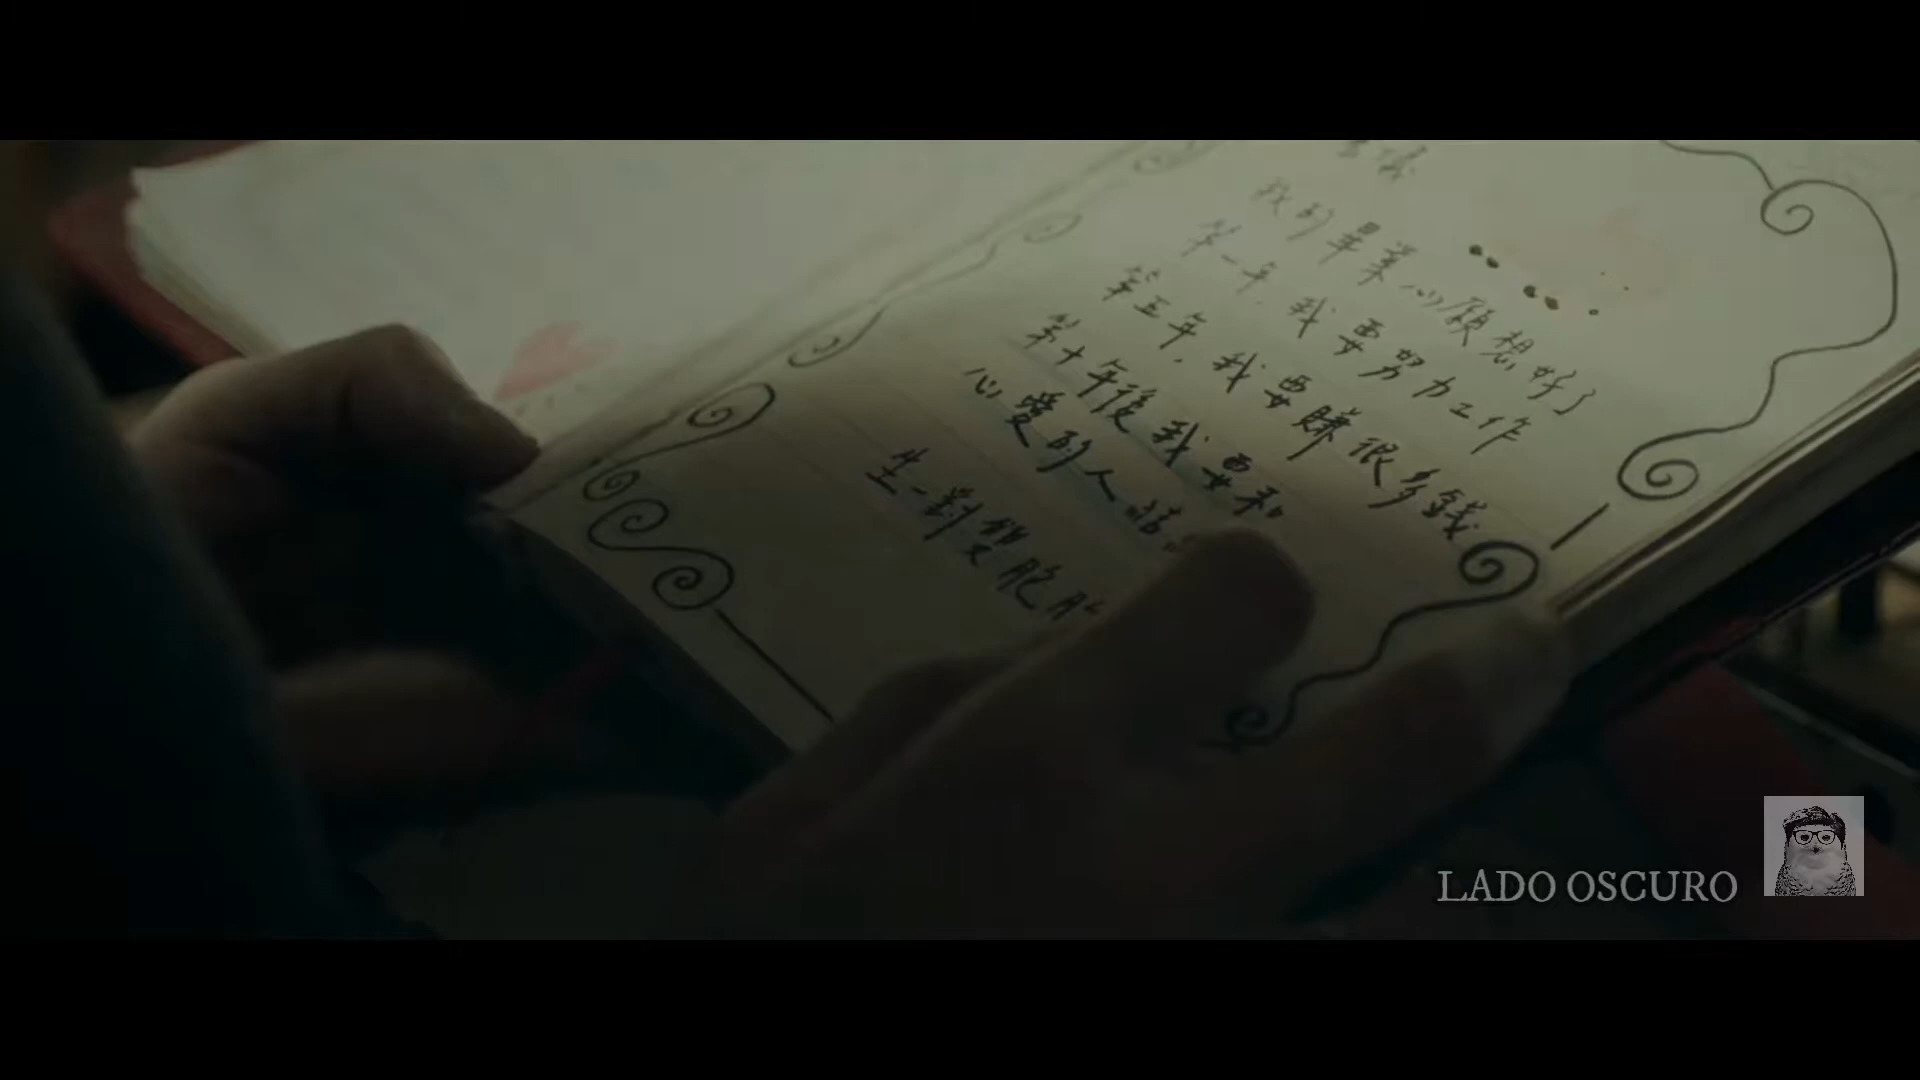 我的畢業心願想好了
第一年，我要努力工作
第五年，我要賺很多錢
第十年後我要和
心愛的人結
生一對雙胞胎
LADO OSCURO